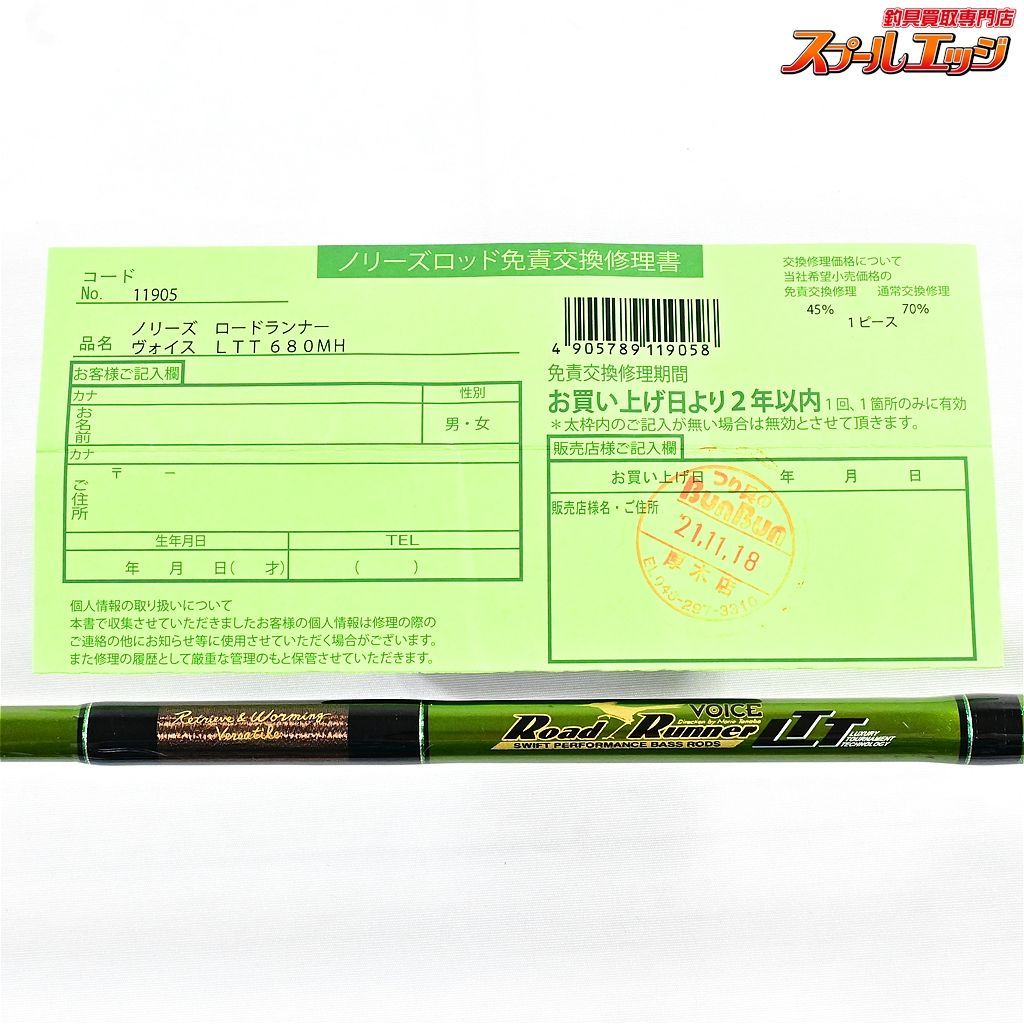 釣具買取専門店
スプールエッジ
ノリーズロッド免責交換修理書
コード
No. 11905
品名 ノリーズ ロードランナー
ヴォイス LTT680MH
交換修理価格について
当社希望小売価格の
免責交換修理 通常交換修理
45% 70%
1ピース
4 905789 119058
お客様ご記入欄
カナ
性別
お名前
男・女
カナ
〒 －
ご住所
生年月日
TEL
年 月 日( 才)
( )
免責交換修理期間
お買い上げ日より2年以内 1回、1箇所のみに有効
＊太枠内のご記入が無い場合は無効とさせて頂きます。
販売店様ご記入欄
お買い上げ日 年 月 日
販売店様名・ご住所
つり具の
BunBun
21.11.18
厚木店
個人情報の取り扱いについて
本書で収集させていただきましたお客様の個人情報は修理の際の
ご連絡の他にお知らせ等に使用させていただく場合がございます。
また修理の履歴として厳重な管理のもと保管させていただきます。
Retrieve & Worming
Versatile
VOICE
Direction by Norio Tanabe
Road Runner
SWIFT PERFORMANCE BASS RODS
LTT
LUXURY
TOURNAMENT
TECHNOLOGY